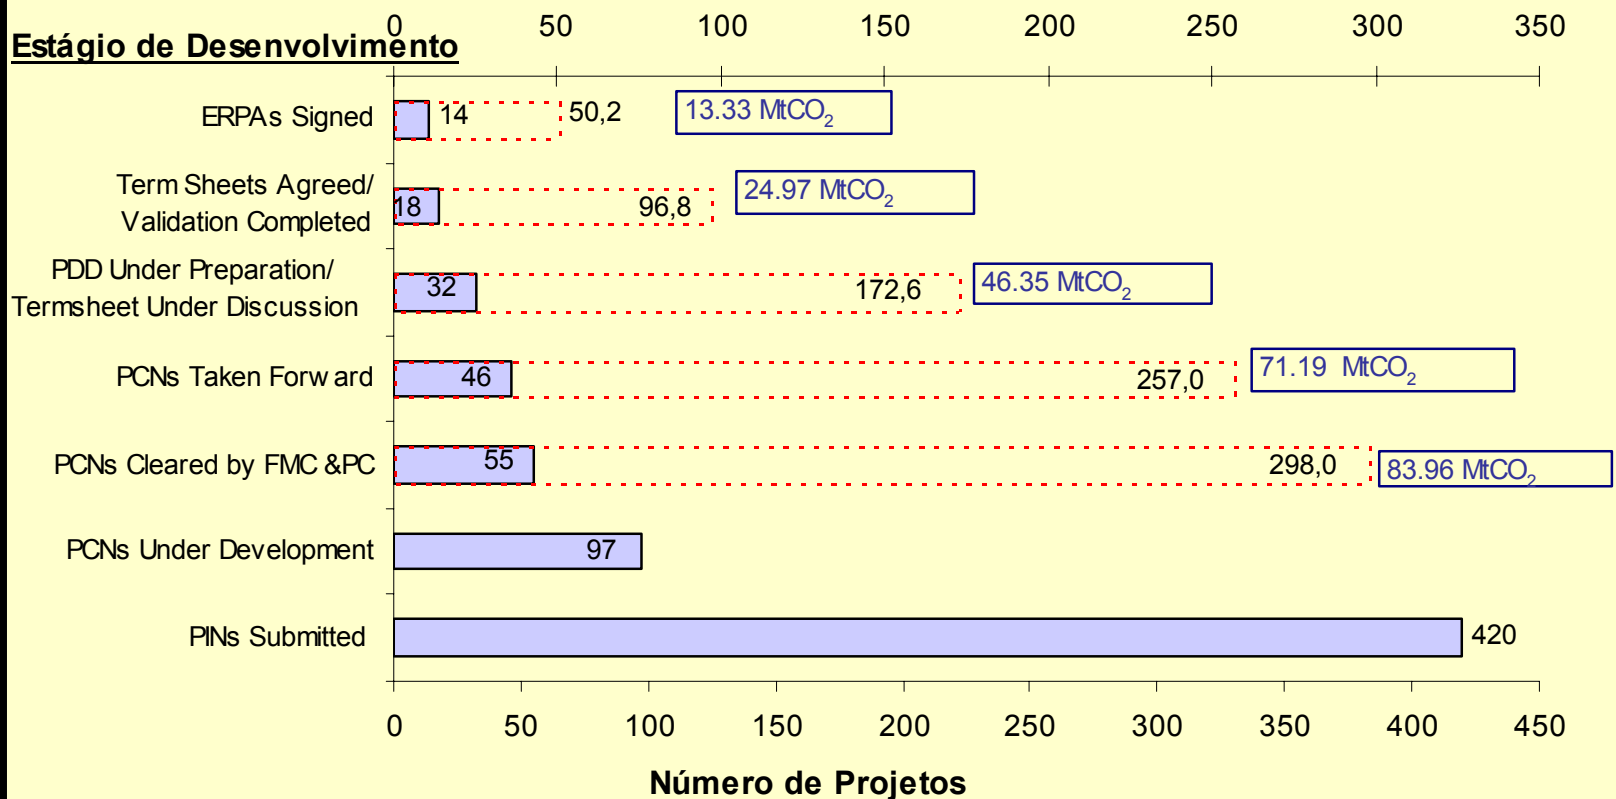 0 50 100 150 200 250 300 350
Estágio de Desenvolvimento
ERPAs Signed 14 50,2 13.33 MtCO₂
Term Sheets Agreed/
Validation Completed
18 96,8 24.97 MtCO₂
PDD Under Preparation/
Termsheet Under Discussion
32 172,6 46.35 MtCO₂
PCNs Taken Forward 46 257,0 71.19 MtCO₂
PCNs Cleared by FMC &PC 55 298,0 83.96 MtCO₂
PCNs Under Development 97
PINs Submitted 420
0 50 100 150 200 250 300 350 400 450
Número de Projetos